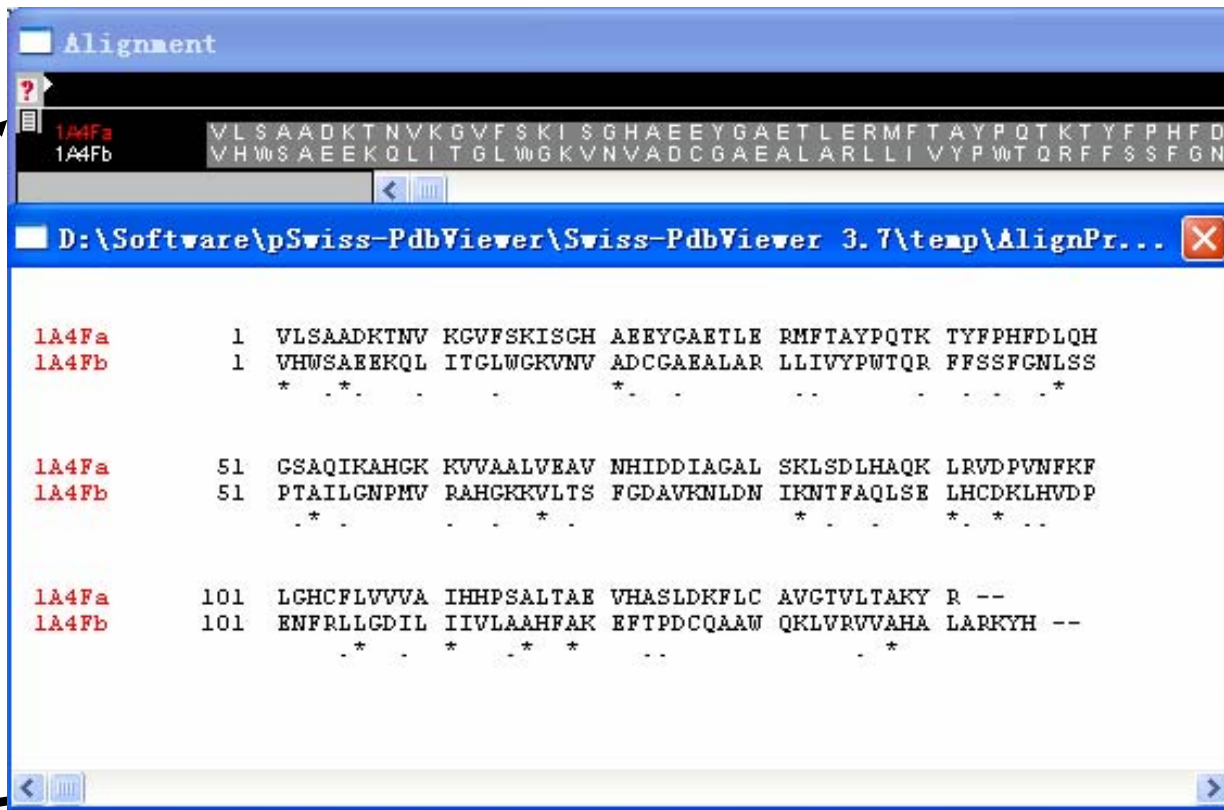 Alignment
?
1A4Fa V L S A A D K T N V K G V F S K I S G H A E E Y G A E T L E R M F T A Y P Q T K T Y F P H F D
1A4Fb V H W S A E E K Q L I T G L W G K V N V A D C G A E A L A R L L I V Y P W T Q R F F S S F G N
D:\Software\pSwiss-PdbViewer\Swiss-PdbViewer 3.7\temp\AlignPr...
1A4Fa 1 VLSAADKTNV KGVFSKISGH AEEYGAETLE RMFTAYPQTK TYFPHFDLQH
1A4Fb 1 VHWSAEEKQL ITGLWGKVNV ADCGAEALAR LLIVYPWTQR FFSSFGNLSS
* .*. . . *. . .. . . . .*
1A4Fa 51 GSAQIKAHGK KVVAALVEAV NHIDDIAGAL SKLSDLHAQK LRVDPVNFKF
1A4Fb 51 PTAILGNPMV RAHGKKVLTS FGDAVKNLDN IKNTFAQLSE LHCDKLHVDP
.* . . . * . * . . *. * ..
1A4Fa 101 LGHCFLVVVA IHHPSALTAE VHASLDKFLC AVGTVLTAKY R --
1A4Fb 101 ENFRLLGDIL IIVLAAHFAK EFTPDCQAAW QKLVRVVAHA LARKYH --
.* . * .* * .. . *